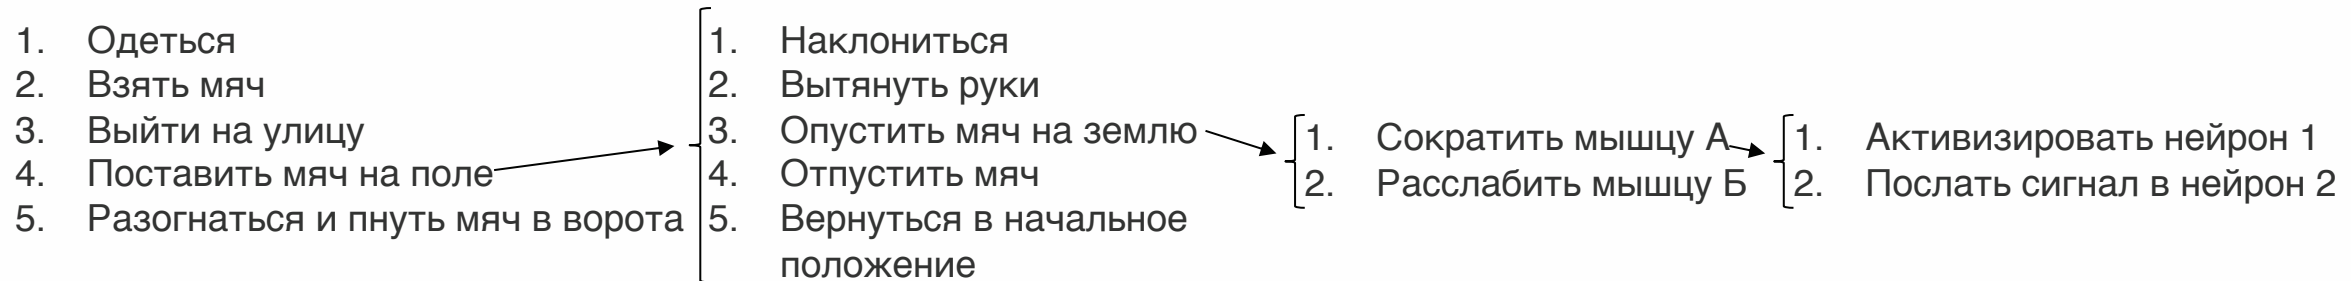 1. Одеться
2. Взять мяч
3. Выйти на улицу
4. Поставить мяч на поле
5. Разогнаться и пнуть мяч в ворота
1. Наклониться
2. Вытянуть руки
3. Опустить мяч на землю
4. Отпустить мяч
5. Вернуться в начальное
положение
1. Сократить мышцу А
2. Расслабить мышцу Б
1. Активизировать нейрон 1
2. Послать сигнал в нейрон 2